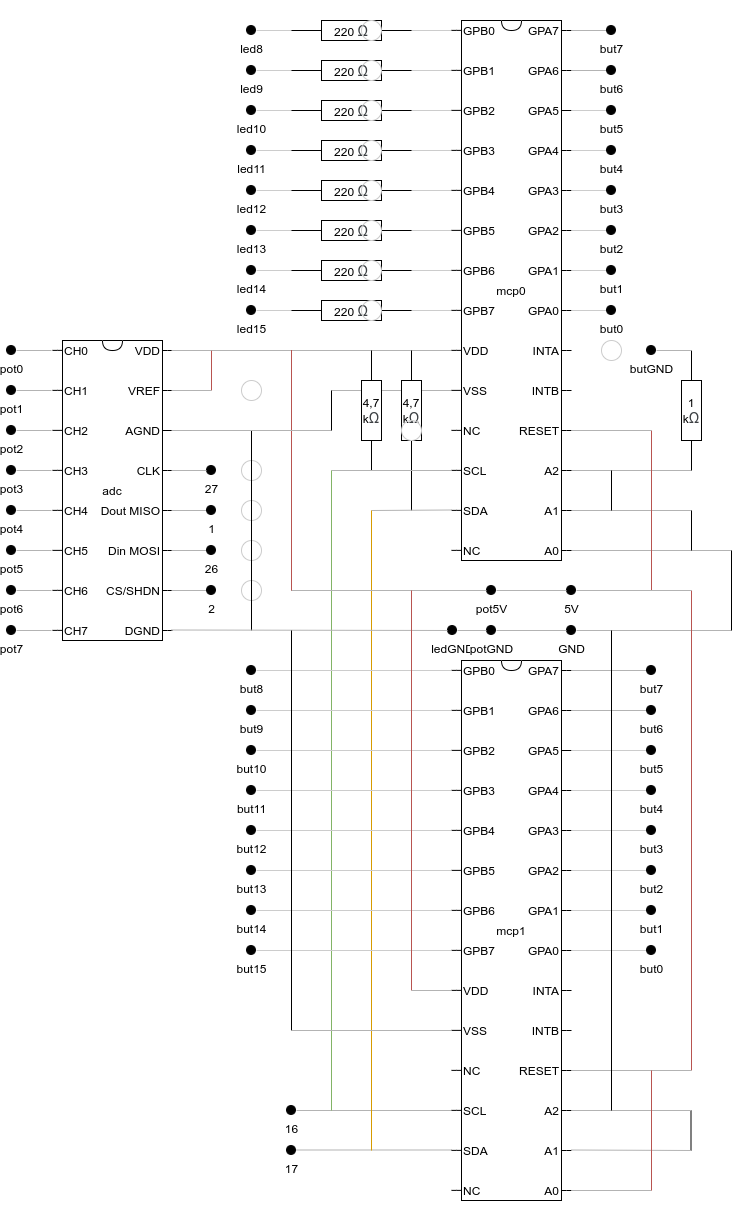 220 Ω GPB0 GPA7
led8 but7
220 Ω GPB1 GPA6
led9 but6
220 Ω GPB2 GPA5
led10 but5
220 Ω GPB3 GPA4
led11 but4
220 Ω GPB4 GPA3
led12 but3
220 Ω GPB5 GPA2
led13 but2
220 Ω GPB6 GPA1
led14 mcp0 but1
220 Ω GPB7 GPA0
led15 but0
CH0 VDD VDD INTA
pot0 butGND
CH1 VREF VSS INTB
pot1 4,7 kΩ 4,7 kΩ 1 kΩ
CH2 AGND NC RESET
pot2
CH3 CLK SCL A2
pot3 adc 27
CH4 Dout MISO SDA A1
pot4 1
CH5 Din MOSI NC A0
pot5 26
CH6 CS/SHDN
pot6 2 pot5V 5V
CH7 DGND
pot7 ledGND potGND GND
GPB0 GPA7
but8 but7
GPB1 GPA6
but9 but6
GPB2 GPA5
but10 but5
GPB3 GPA4
but11 but4
GPB4 GPA3
but12 but3
GPB5 GPA2
but13 but2
GPB6 GPA1
but14 mcp1 but1
GPB7 GPA0
but15 but0
VDD INTA
VSS INTB
NC RESET
SCL A2
16
SDA A1
17
NC A0